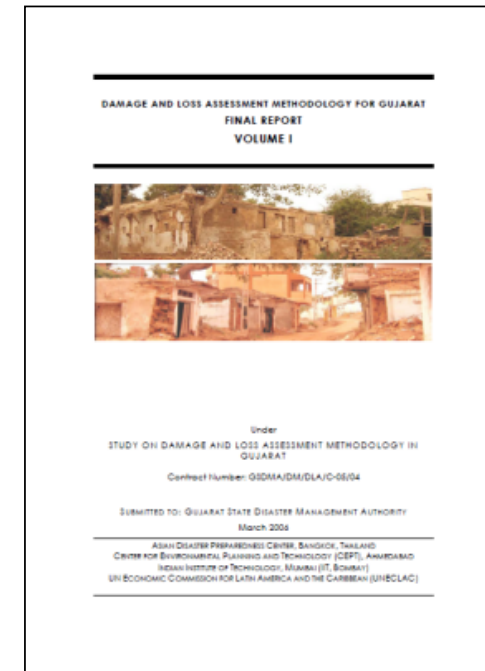 DAMAGE AND LOSS ASSESSMENT METHODOLOGY FOR GUJARAT
FINAL REPORT
VOLUME I
Under
STUDY ON DAMAGE AND LOSS ASSESSMENT METHODOLOGY IN
GUJARAT
Contract Number: GSDMA/DM/DLA/C-05/04
SUBMITTED TO: GUJARAT STATE DISASTER MANAGEMENT AUTHORITY
March 2006
ASIAN DISASTER PREPAREDNESS CENTER, BANGKOK, THAILAND
CENTER FOR ENVIRONMENTAL PLANNING AND TECHNOLOGY (CEPT), AHMEDABAD
INDIAN INSTITUTE OF TECHNOLOGY, MUMBAI (IIT, BOMBAY)
UN ECONOMIC COMMISSION FOR LATIN AMERICA AND THE CARIBBEAN (UNECLAC)